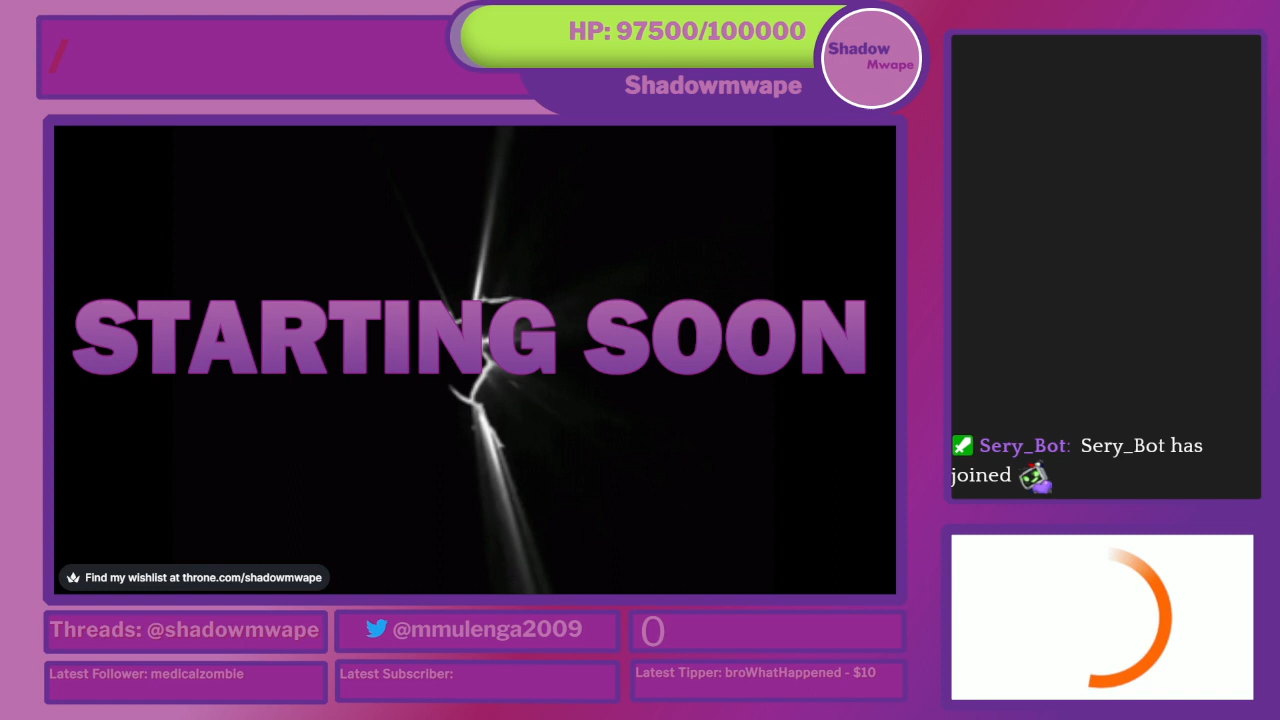 /
HP: 97500/100000
Shadow
Mwape
Shadowmwape
STARTING SOON
Sery_Bot: Sery_Bot has
joined
Find my wishlist at throne.com/shadowmwape
Threads: @shadowmwape
@mmulenga2009
0
Latest Follower: medicalzombie
Latest Subscriber:
Latest Tipper: broWhatHappened - $10